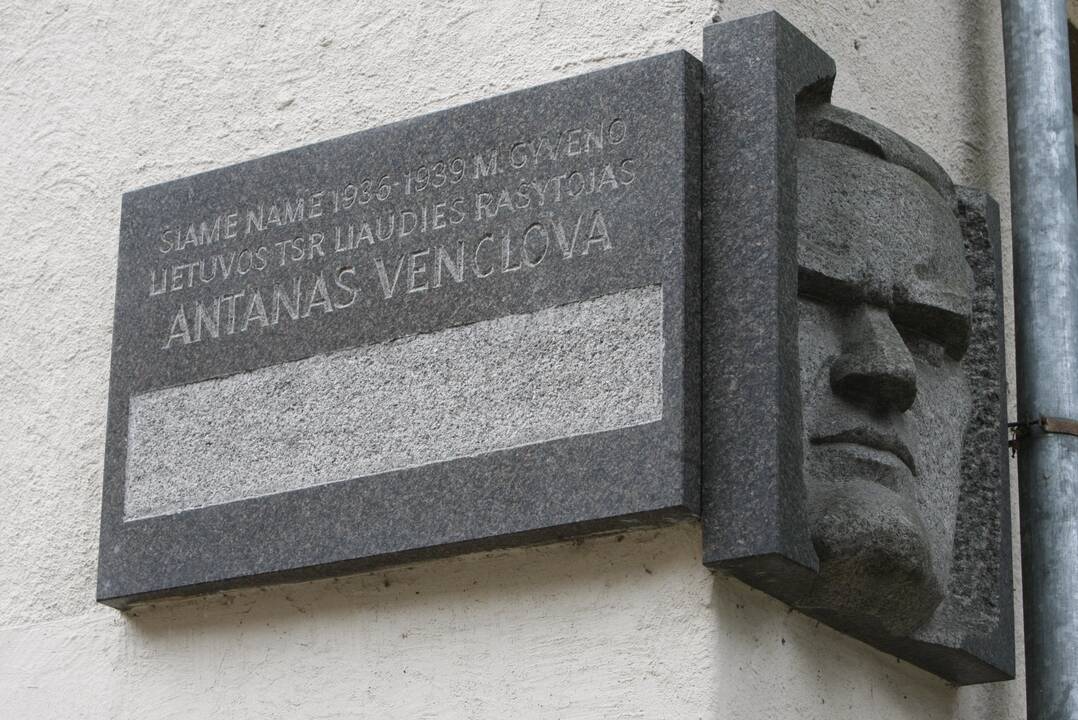 ŠIAME NAME 1936-1939 M. GYVENO
LIETUVOS TSR LIAUDIES RAŠYTOJAS
ANTANAS VENCLOVA